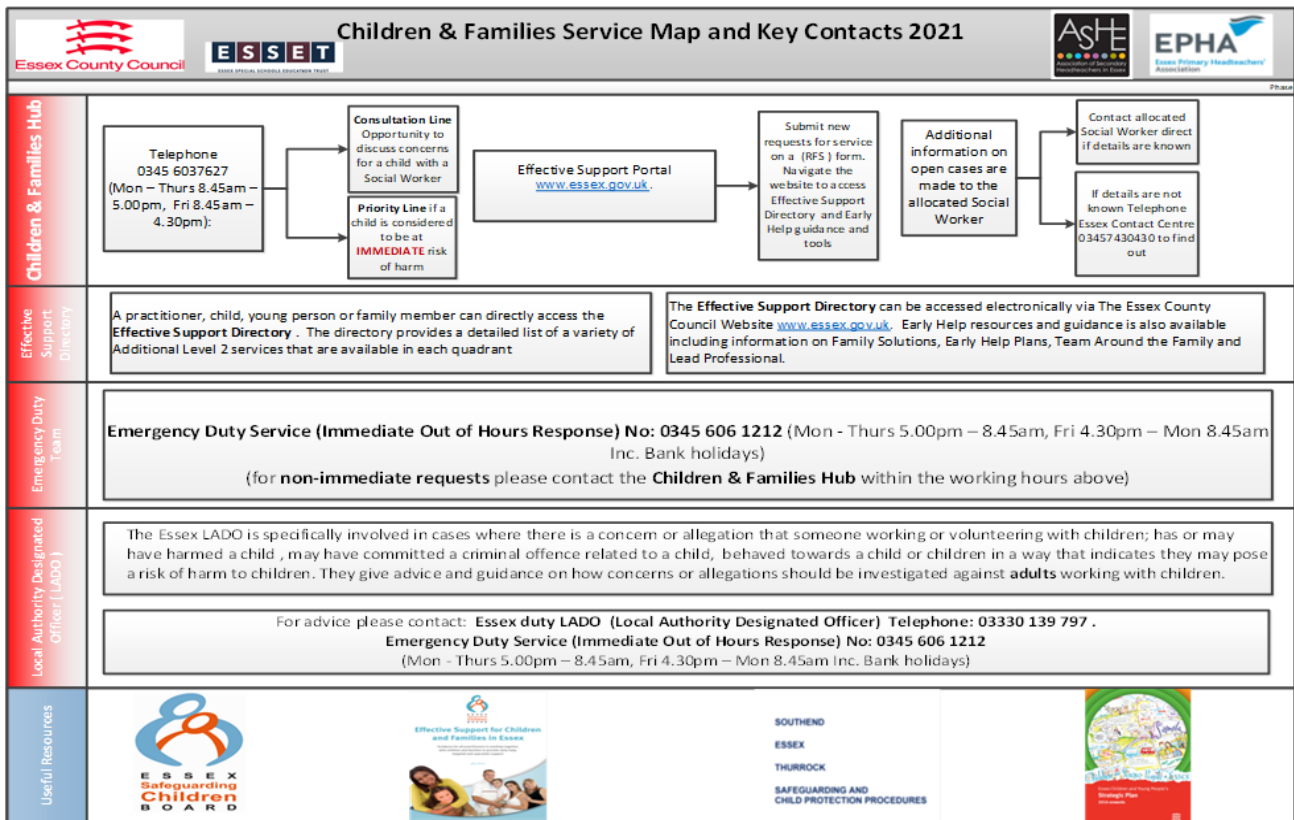 Children & Families Service Map and Key Contacts 2021
Essex County Council
ESSET
ESSEX SPECIAL SCHOOLS EDUCATION TRUST
ASHE
Association of Secondary
Headteachers in Essex
EPHA
Essex Primary Headteachers'
Association
Phase
Children & Families Hub
Telephone
0345 6037627
(Mon – Thurs 8.45am –
5.00pm, Fri 8.45am –
4.30pm):
Consultation Line
Opportunity to
discuss concerns
for a child with a
Social Worker
Priority Line if a
child is considered
to be at
IMMEDIATE risk
of harm
Effective Support Portal
www.essex.gov.uk .
Submit new
requests for service
on a (RFS ) form.
Navigate the
website to access
Effective Support
Directory and Early
Help guidance and
tools
Additional
information on
open cases are
made to the
allocated Social
Worker
Contact allocated
Social Worker direct
if details are known
If details are not
known Telephone
Essex Contact Centre
03457430430 to find
out
Effective
Support
Directory
A practitioner, child, young person or family member can directly access the
Effective Support Directory . The directory provides a detailed list of a variety of
Additional Level 2 services that are available in each quadrant
The Effective Support Directory can be accessed electronically via The Essex County
Council Website www.essex.gov.uk. Early Help resources and guidance is also available
including information on Family Solutions, Early Help Plans, Team Around the Family and
Lead Professional.
Emergency Duty
Team
Emergency Duty Service (Immediate Out of Hours Response) No: 0345 606 1212 (Mon - Thurs 5.00pm – 8.45am, Fri 4.30pm – Mon 8.45am
Inc. Bank holidays)
(for non-immediate requests please contact the Children & Families Hub within the working hours above)
Local Authority Designated
Officer ( LADO )
The Essex LADO is specifically involved in cases where there is a concern or allegation that someone working or volunteering with children; has or may
have harmed a child , may have committed a criminal offence related to a child, behaved towards a child or children in a way that indicates they may pose
a risk of harm to children. They give advice and guidance on how concerns or allegations should be investigated against adults working with children.
For advice please contact: Essex duty LADO (Local Authority Designated Officer) Telephone: 03330 139 797 .
Emergency Duty Service (Immediate Out of Hours Response) No: 0345 606 1212
(Mon - Thurs 5.00pm – 8.45am, Fri 4.30pm – Mon 8.45am Inc. Bank holidays)
Useful Resources
ESSEX
Safeguarding
Children
BOARD
Effective Support for Children
and Families in Essex
SOUTHEND
ESSEX
THURROCK
SAFEGUARDING AND
CHILD PROTECTION PROCEDURES
Essex Children and Young People's
Strategic Plan